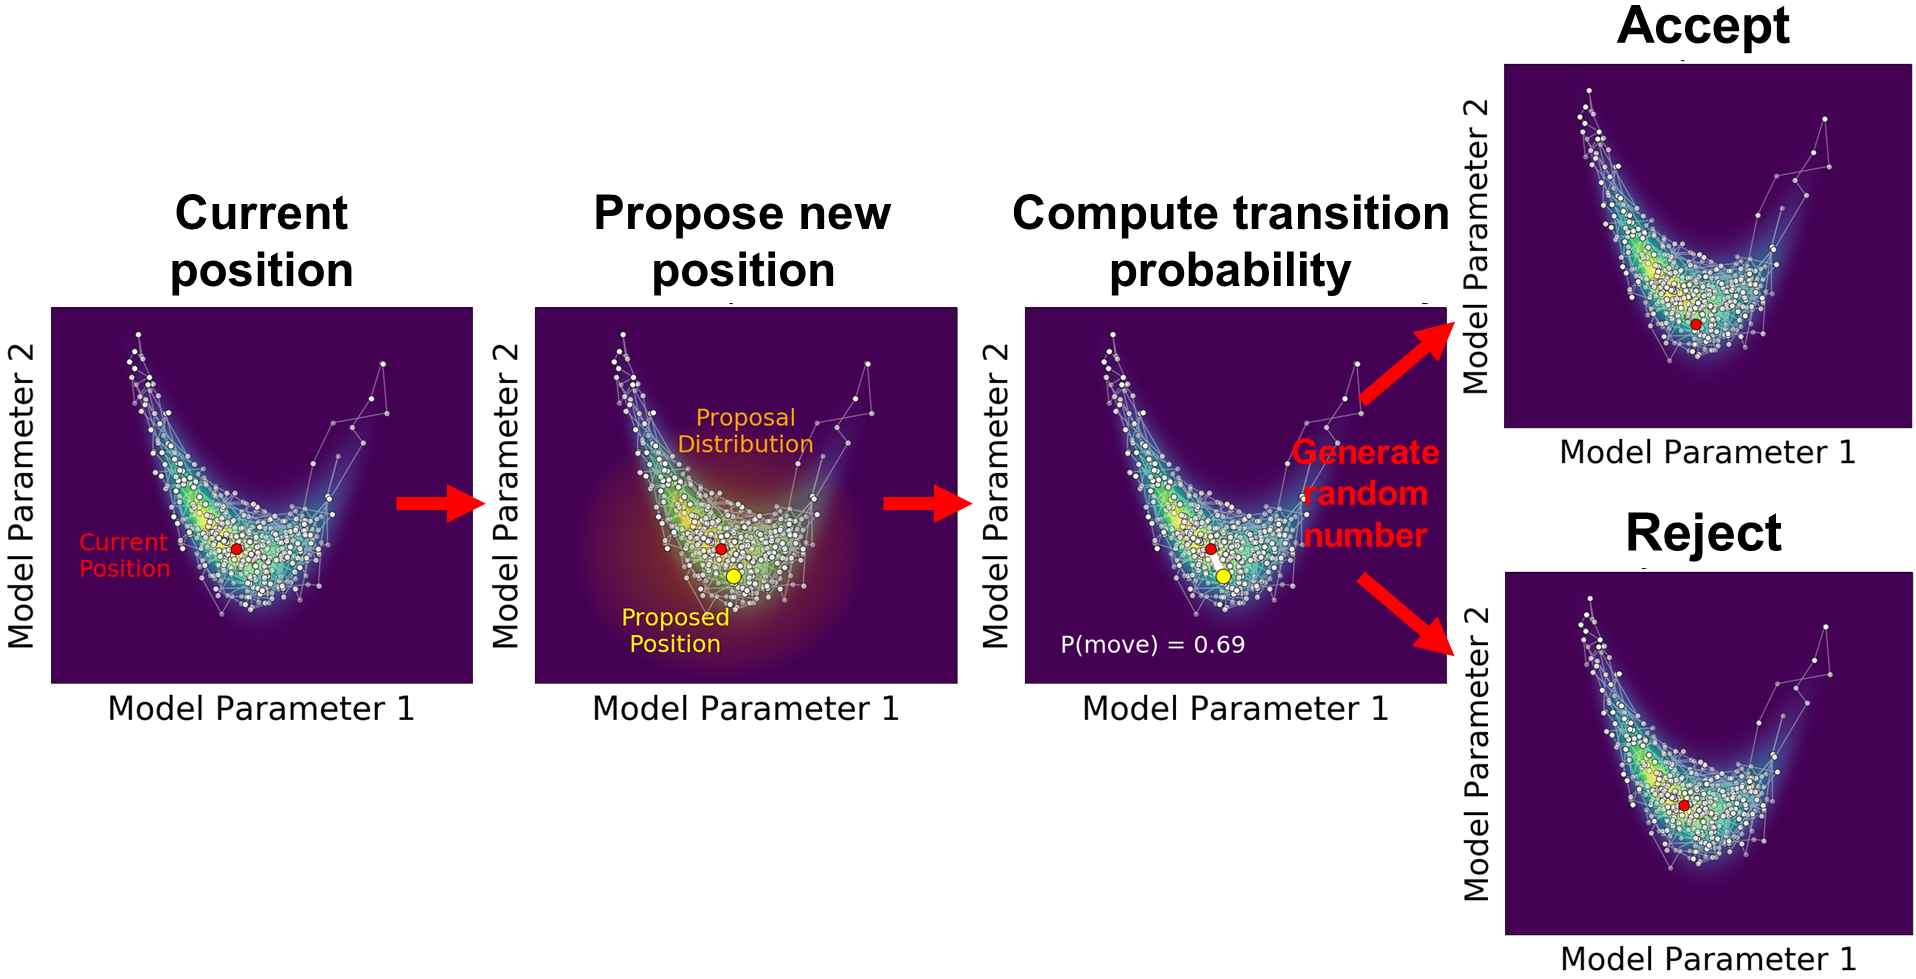 Current
position
Model Parameter 2
Current
Position
Model Parameter 1
Propose new
position
Model Parameter 2
Proposal
Distribution
Proposed
Position
Model Parameter 1
Compute transition
probability
Model Parameter 2
P(move) = 0.69
Model Parameter 1
Generate
random
number
Accept
Model Parameter 2
Model Parameter 1
Reject
Model Parameter 2
Model Parameter 1